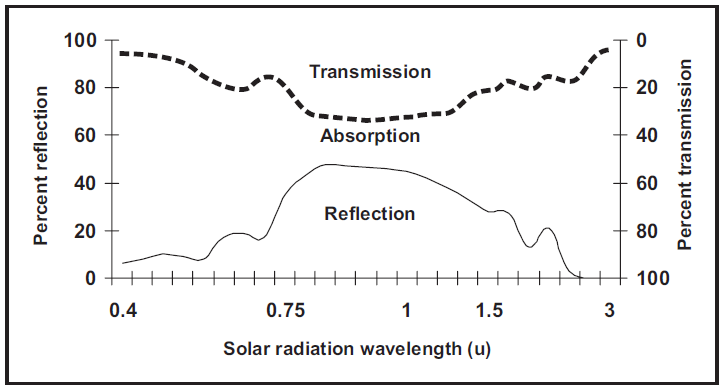 100
80
60
40
20
0
Percent reflection
Transmission
Absorption
Reflection
0
20
40
60
80
100
Percent transmission
0.4 0.75 1 1.5 3
Solar radiation wavelength (u)